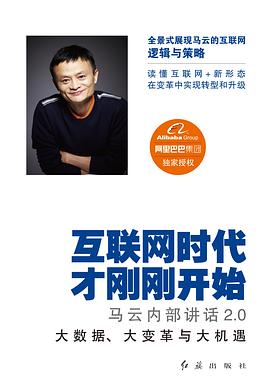 全景式展现马云的互联网
逻辑与策略
读懂互联网+新形态
在变革中实现转型和升级
Alibaba Group
阿里巴巴集团
独家授权
互联网时代
才刚刚开始
马云内部讲话2.0
大数据、大变革与大机遇
红旗出版社